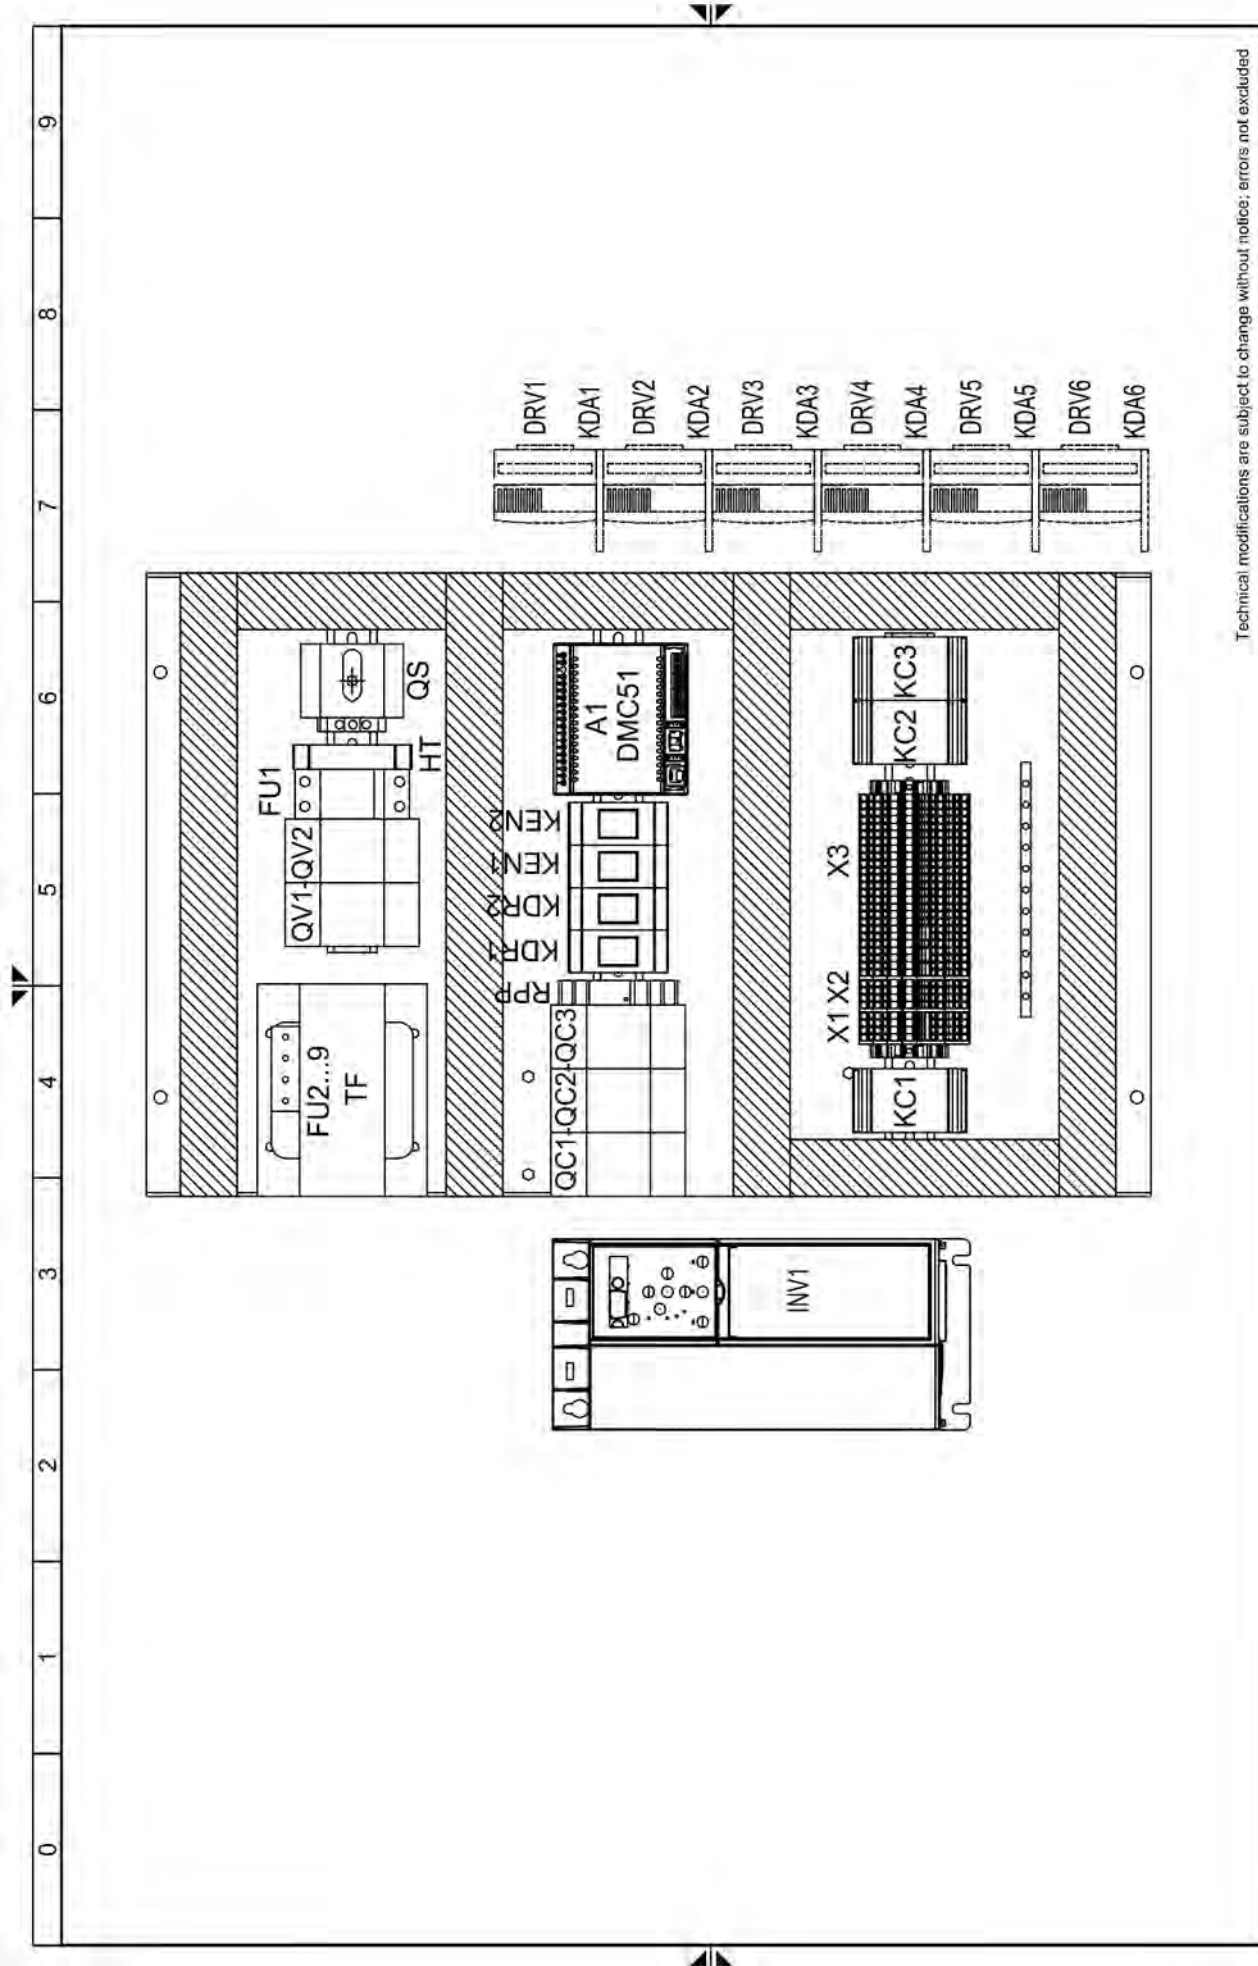 0 1 2 3 4 5 6 7 8 9
FU2...9
TF
QV1-QV2
FU1
HT
QS
QC1-QC2-QC3
RPP
KDR1
KDR2
KEN1
KEN2
A1
DMC51
KC1
X1 X2
X3
KC2
KC3
INV1
DRV1
KDA1
DRV2
KDA2
DRV3
KDA3
DRV4
KDA4
DRV5
KDA5
DRV6
KDA6
Technical modifications are subject to change without notice; errors not excluded